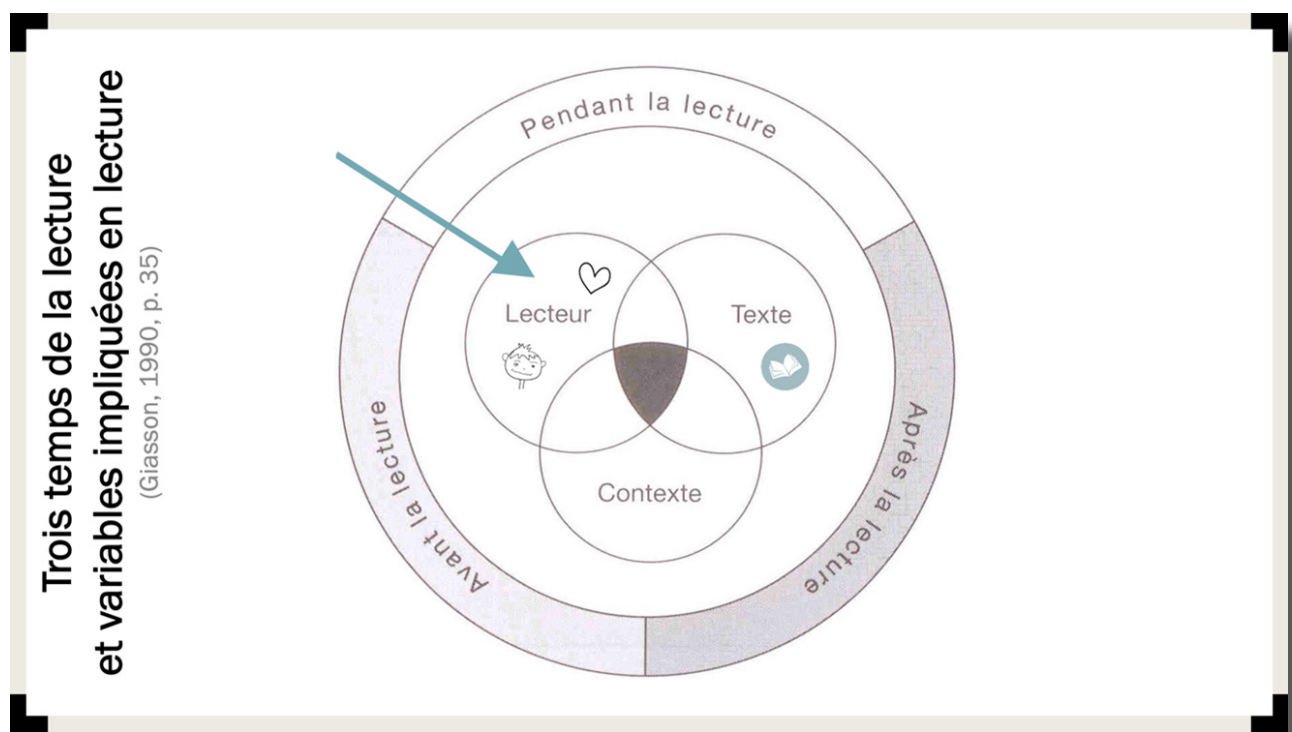 Trois temps de la lecture
et variables impliquées en lecture
(Giasson, 1990, p. 35)
Pendant la lecture
Lecteur
Texte
Contexte
Avant la lecture
Après la lecture